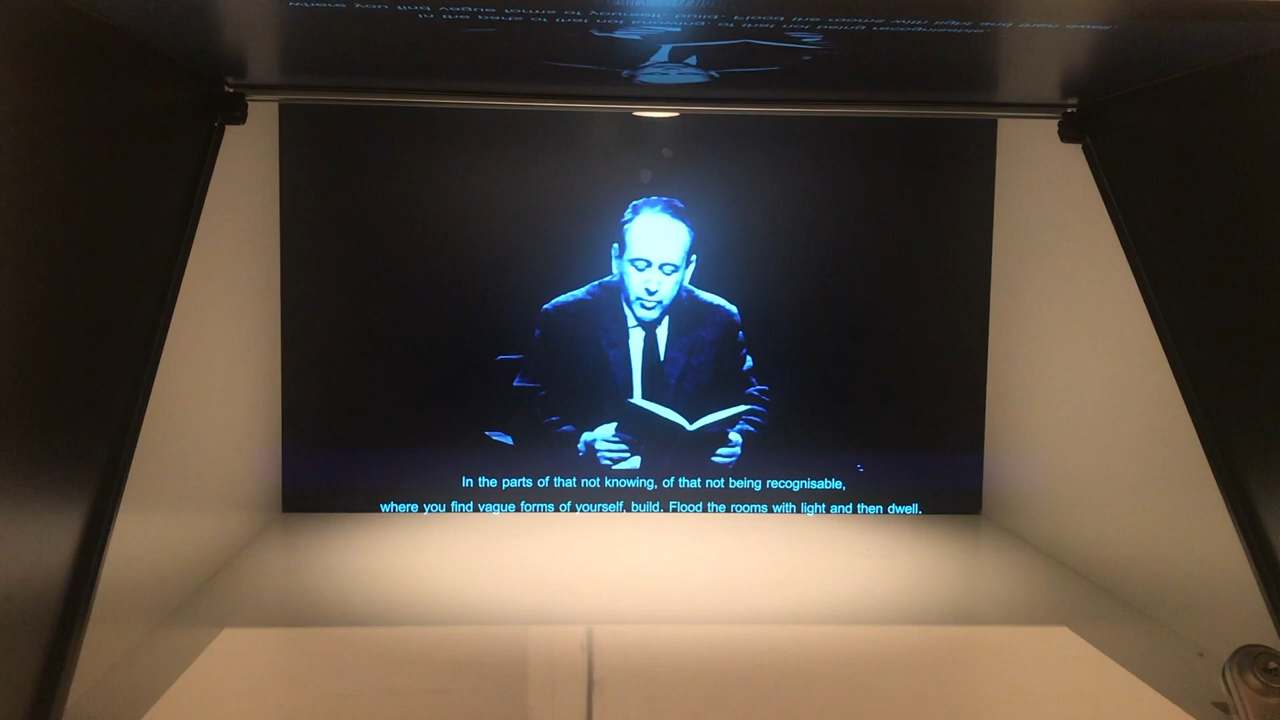 In the parts of that not knowing, of that not being recognisable,
where you find vague forms of yourself, build. Flood the rooms with light and then dwell.